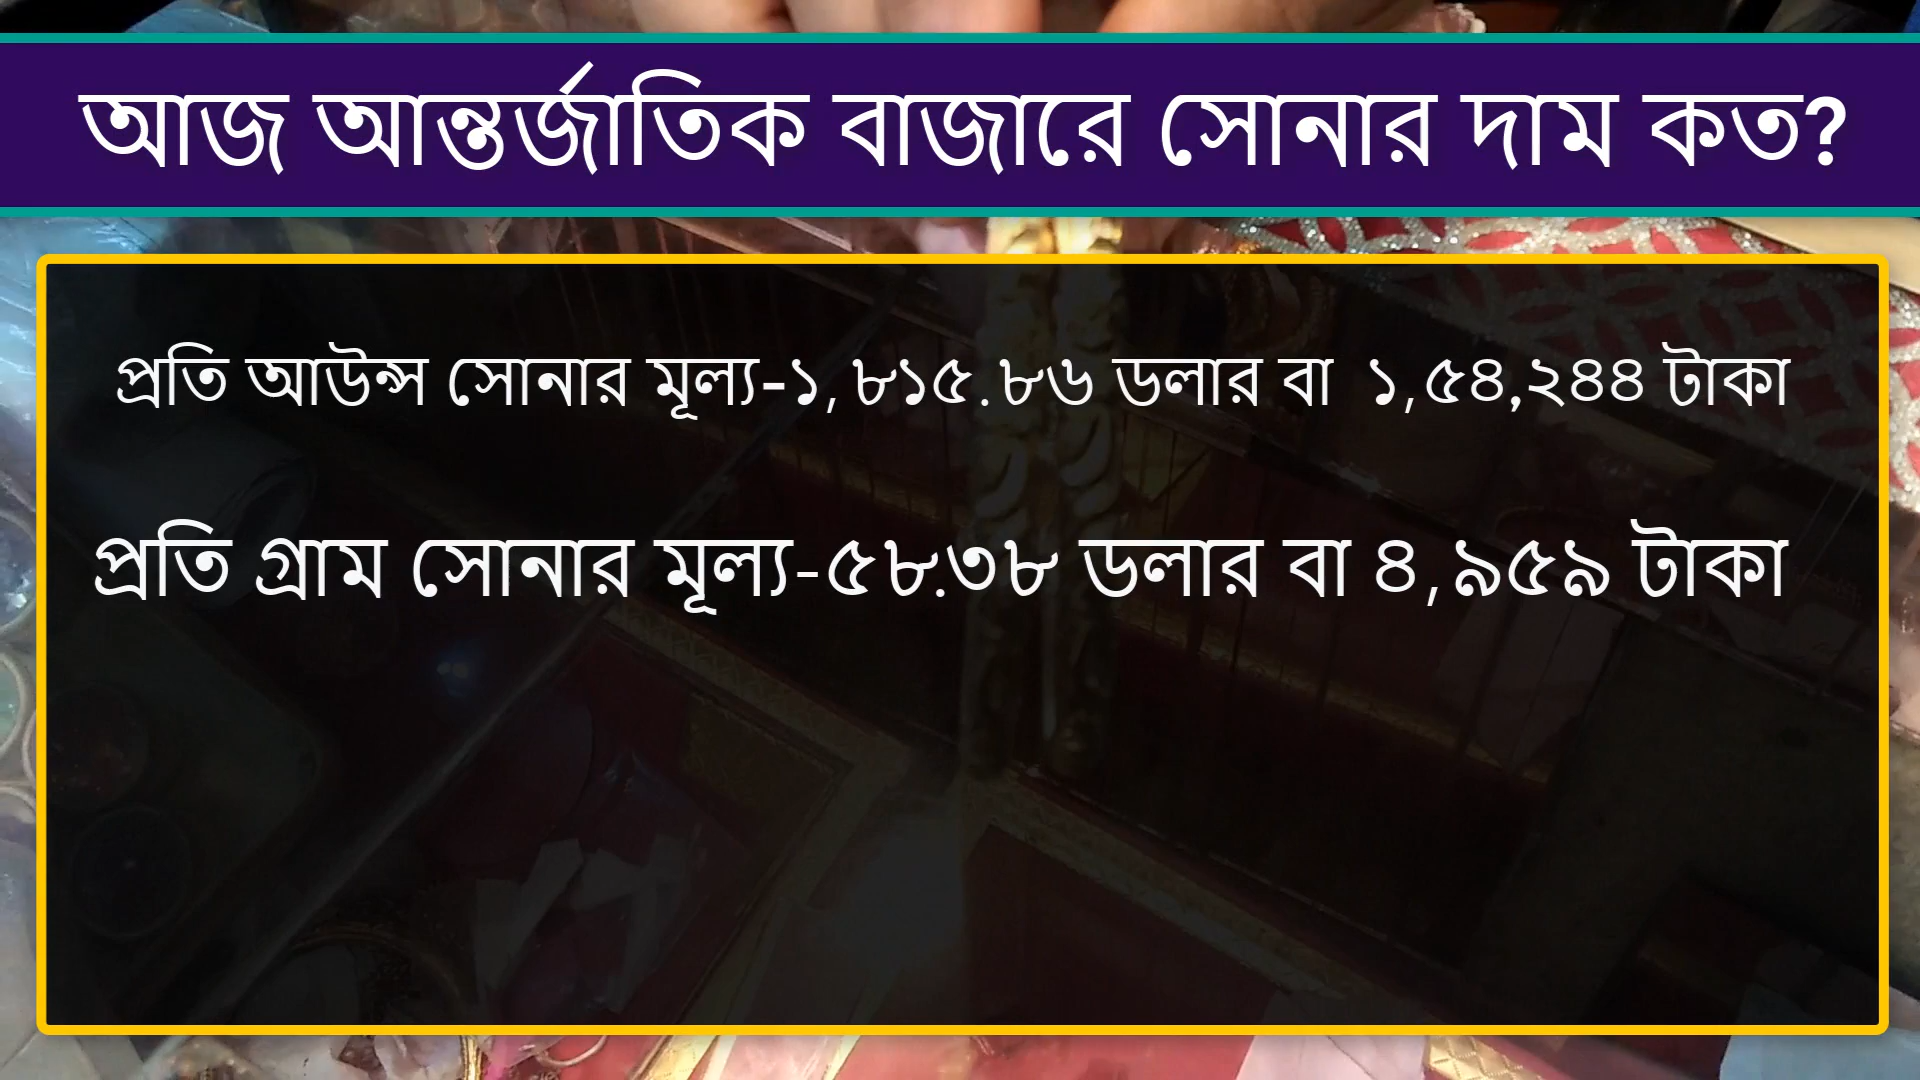 আজ আন্তর্জাতিক বাজারে সোনার দাম কত?
প্রতি আউন্স সোনার মূল্য-১,৮১৫.৮৬ ডলার বা ১,৫৪,২৪৪ টাকা
প্রতি গ্রাম সোনার মূল্য-৫৮.৩৮ ডলার বা ৪,৯৫৯ টাকা